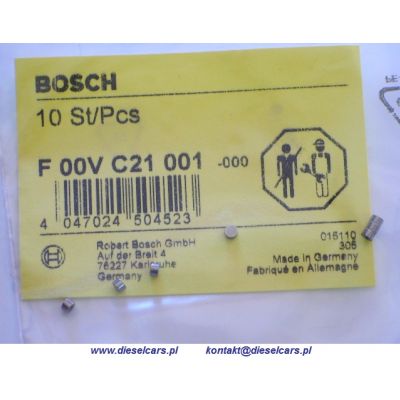 BOSCH
10 St/Pcs
F 00V C21 001 -000
4 047024 504523
Robert Bosch GmbH
Auf der Breit 4
76227 Karlsruhe
Germany
015110
305
Made in Germany
Fabriqué en Allemagne
www.dieselcars.pl kontakt@dieselcars.pl